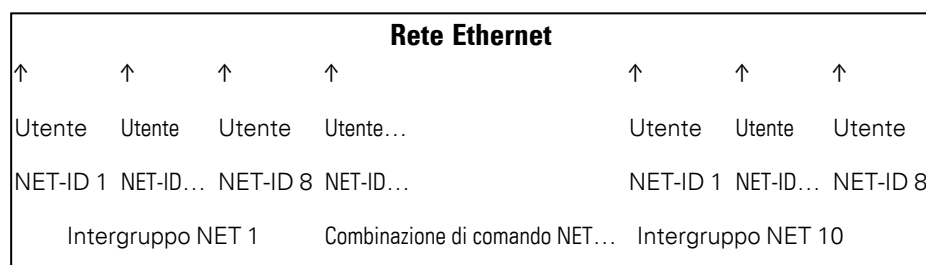 Rete Ethernet
↑ ↑ ↑ ↑ ↑ ↑ ↑
Utente Utente Utente Utente… Utente Utente Utente
NET-ID 1 NET-ID… NET-ID 8 NET-ID… NET-ID 1 NET-ID… NET-ID 8
Intergruppo NET 1 Combinazione di comando NET… Intergruppo NET 10